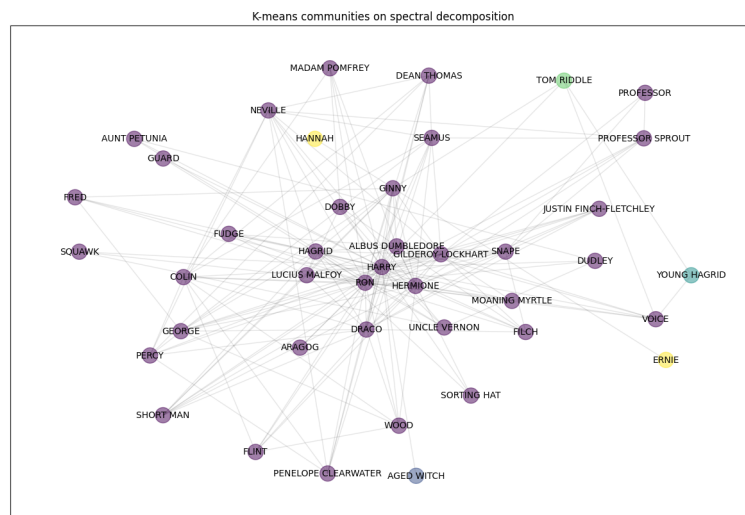 K-means communities on spectral decomposition
MADAM POMFREY
DEAN THOMAS
TOM RIDDLE
PROFESSOR
NEVILLE
AUNT PETUNIA
HANNAH
SEAMUS
PROFESSOR SPROUT
GUARD
GINNY
FRED
DOBBY
JUSTIN FINCH-FLETCHLEY
FUDGE
SQUAWK
HAGRID
ALBUS DUMBLEDORE
GILDEROY LOCKHART
SNAPE
DUDLEY
HARRY
COLIN
LUCIUS MALFOY
RON
HERMIONE
YOUNG HAGRID
MOANING MYRTLE
VOICE
GEORGE
DRACO
UNCLE VERNON
FILCH
PERCY
ARAGOG
ERNIE
SORTING HAT
SHORT MAN
WOOD
FLINT
PENELOPE CLEARWATER
AGED WITCH